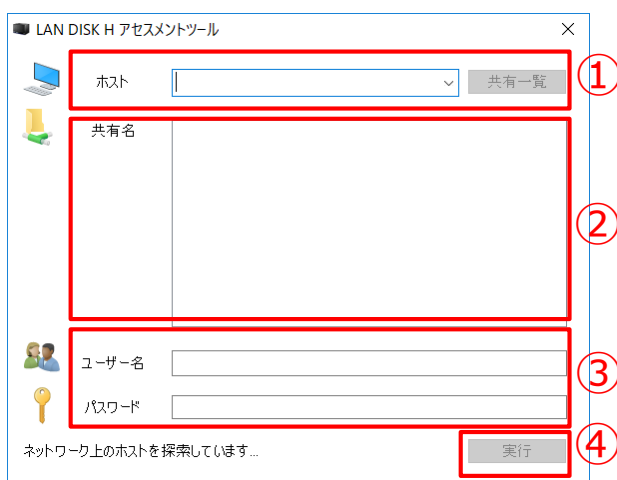 LAN DISK H アセスメントツール
ホスト 共有一覧 ①
共有名
②
ユーザー名
③
パスワード
ネットワーク上のホストを探索しています... 実行 ④